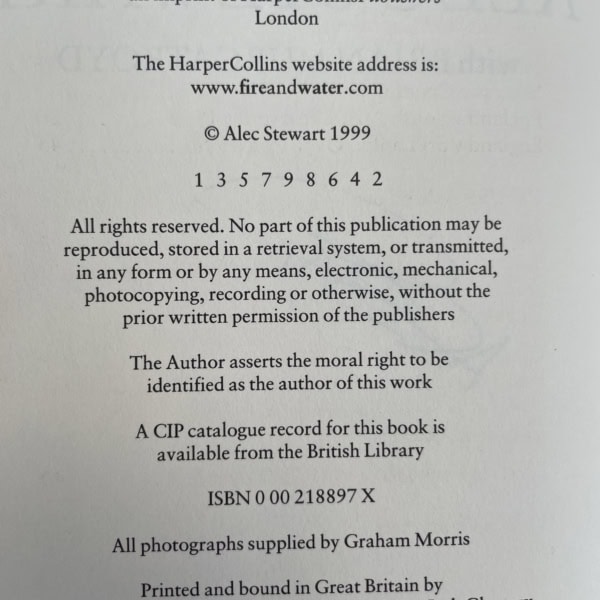 an imprint of HarperCollins Publishers
London
The HarperCollins website address is:
www.fireandwater.com
© Alec Stewart 1999
1 3 5 7 9 8 6 4 2
All rights reserved. No part of this publication may be
reproduced, stored in a retrieval system, or transmitted,
in any form or by any means, electronic, mechanical,
photocopying, recording or otherwise, without the
prior written permission of the publishers
The Author asserts the moral right to be
identified as the author of this work
A CIP catalogue record for this book is
available from the British Library
ISBN 0 00 218897 X
All photographs supplied by Graham Morris
Printed and bound in Great Britain by